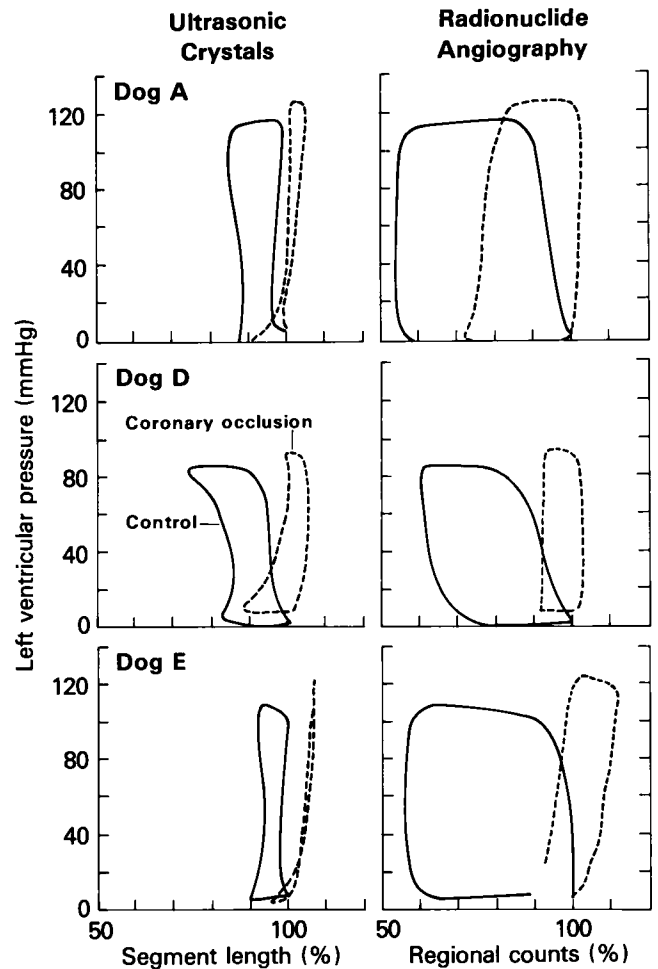 Ultrasonic
Crystals
Radionuclide
Angiography
Dog A
120
80
40
0
Dog D
Coronary occlusion
Control
120
80
40
0
Dog E
120
80
40
0
Left ventricular pressure (mmHg)
50 100 50 100
Segment length (%) Regional counts (%)